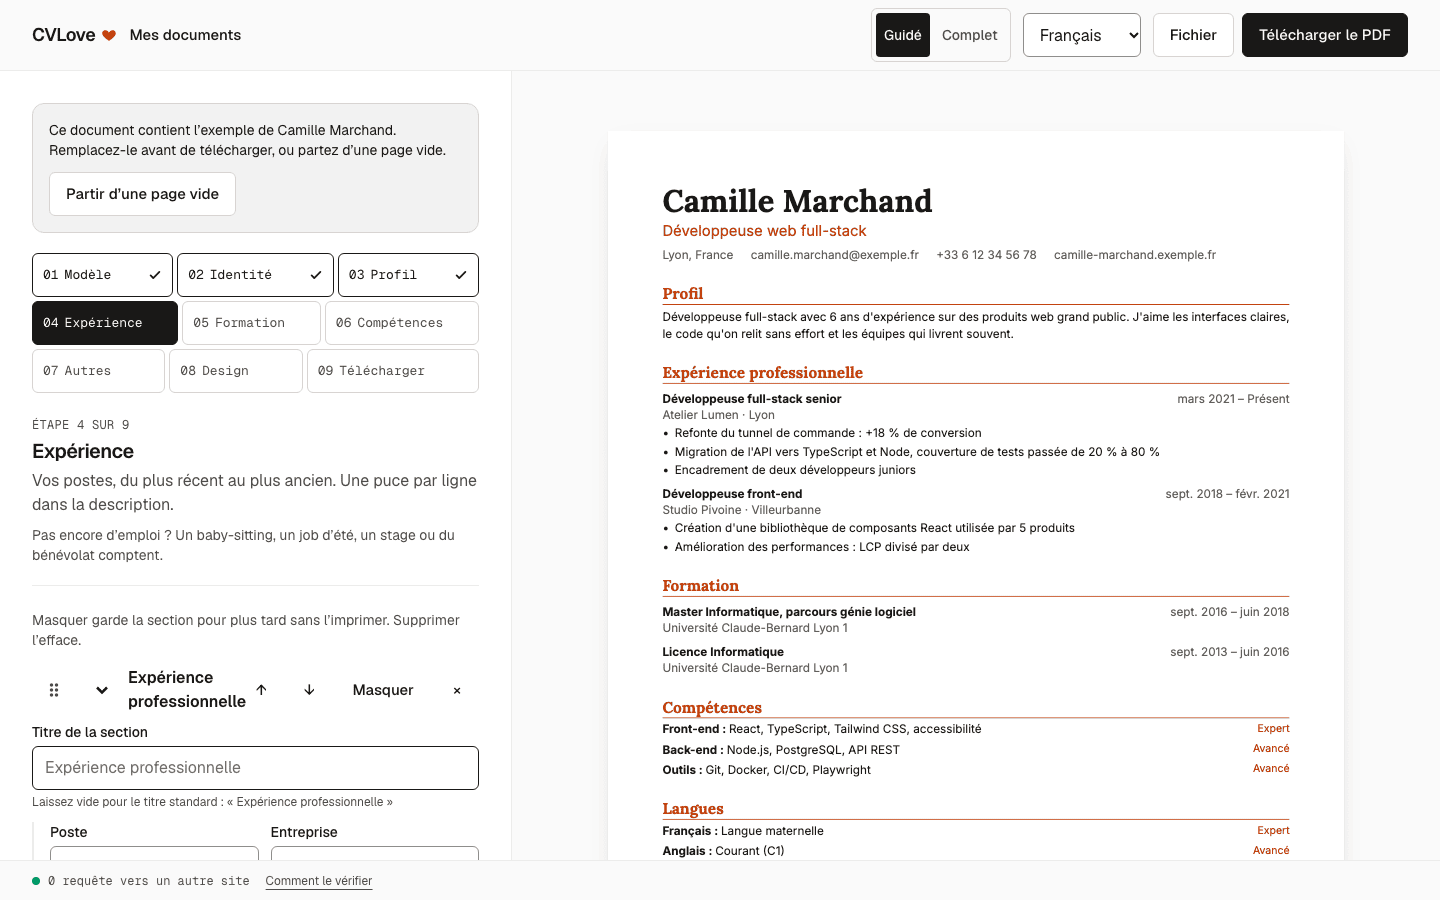 CVLove
Mes documents
Guidé
Complet
Français
Fichier
Télécharger le PDF
Ce document contient l’exemple de Camille Marchand.
Remplacez-le avant de télécharger, ou partez d’une page vide.
Partir d’une page vide
01 Modèle
02 Identité
03 Profil
04 Expérience
05 Formation
06 Compétences
07 Autres
08 Design
09 Télécharger
ÉTAPE 4 SUR 9
Expérience
Vos postes, du plus récent au plus ancien. Une puce par ligne
dans la description.
Pas encore d’emploi ? Un baby-sitting, un job d’été, un stage ou du
bénévolat comptent.
Masquer garde la section pour plus tard sans l’imprimer. Supprimer
l’efface.
Expérience
professionnelle
↑
↓
Masquer
×
Titre de la section
Expérience professionnelle
Laissez vide pour le titre standard : « Expérience professionnelle »
Poste
Entreprise
Camille Marchand
Développeuse web full-stack
Lyon, France camille.marchand@exemple.fr +33 6 12 34 56 78 camille-marchand.exemple.fr
Profil
Développeuse full-stack avec 6 ans d'expérience sur des produits web grand public. J'aime les interfaces claires,
le code qu'on relit sans effort et les équipes qui livrent souvent.
Expérience professionnelle
Développeuse full-stack senior mars 2021 – Présent
Atelier Lumen · Lyon
• Refonte du tunnel de commande : +18 % de conversion
• Migration de l'API vers TypeScript et Node, couverture de tests passée de 20 % à 80 %
• Encadrement de deux développeurs juniors
Développeuse front-end sept. 2018 – févr. 2021
Studio Pivoine · Villeurbanne
• Création d'une bibliothèque de composants React utilisée par 5 produits
• Amélioration des performances : LCP divisé par deux
Formation
Master Informatique, parcours génie logiciel sept. 2016 – juin 2018
Université Claude-Bernard Lyon 1
Licence Informatique sept. 2013 – juin 2016
Université Claude-Bernard Lyon 1
Compétences
Front-end : React, TypeScript, Tailwind CSS, accessibilité Expert
Back-end : Node.js, PostgreSQL, API REST Avancé
Outils : Git, Docker, CI/CD, Playwright Avancé
Langues
Français : Langue maternelle Expert
Anglais : Courant (C1) Avancé
0 requête vers un autre site
Comment le vérifier